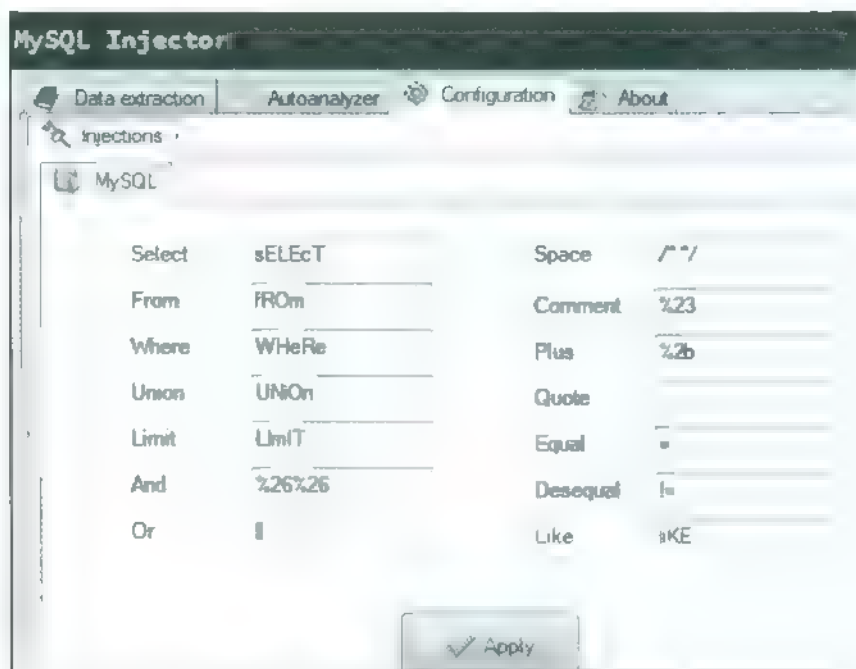 MySQL Injector
Data extraction Autoanalyzer Configuration About
Injections
MySQL
Select sELEcT Space /**/
From fROm Comment %23
Where WHeRe Plus %2b
Union UNiOn Quote
Limit LImIT Equal =
And %26%26 Desequal !=
Or Like
Apply